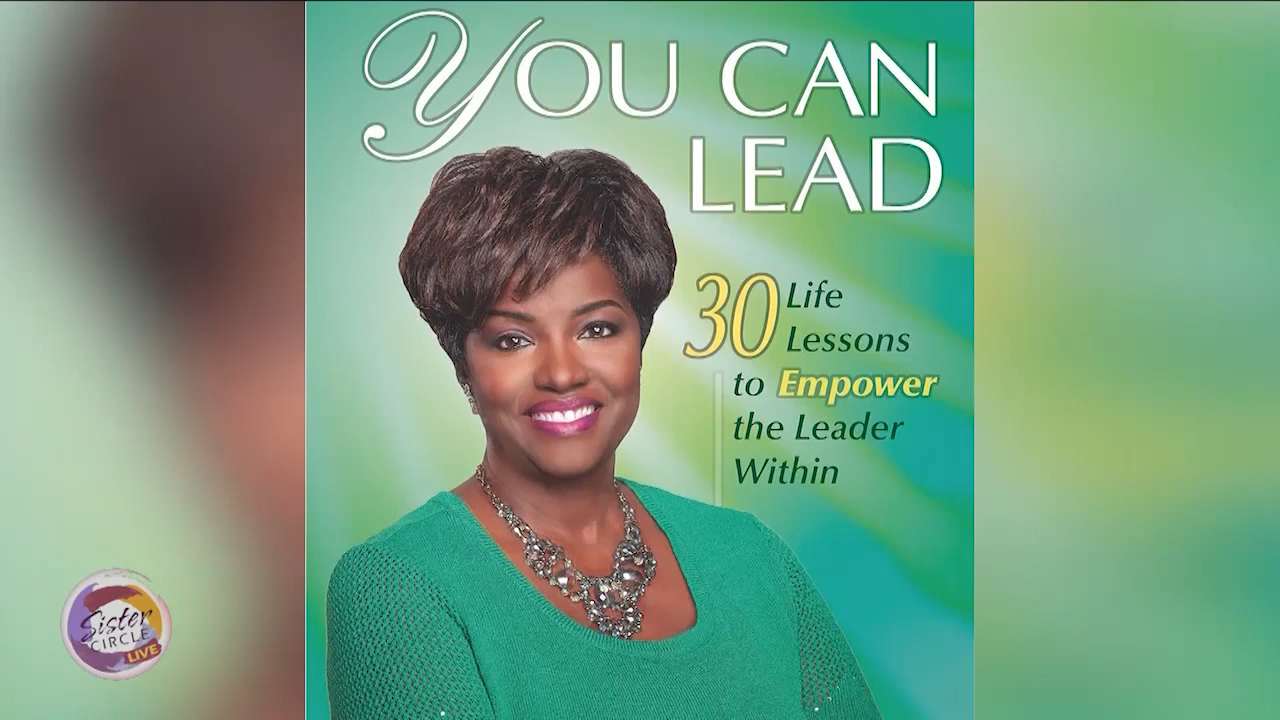 YOU CAN
LEAD
30 Life
Lessons
to Empower
the Leader
Within
Sister
CIRCLE
LIVE